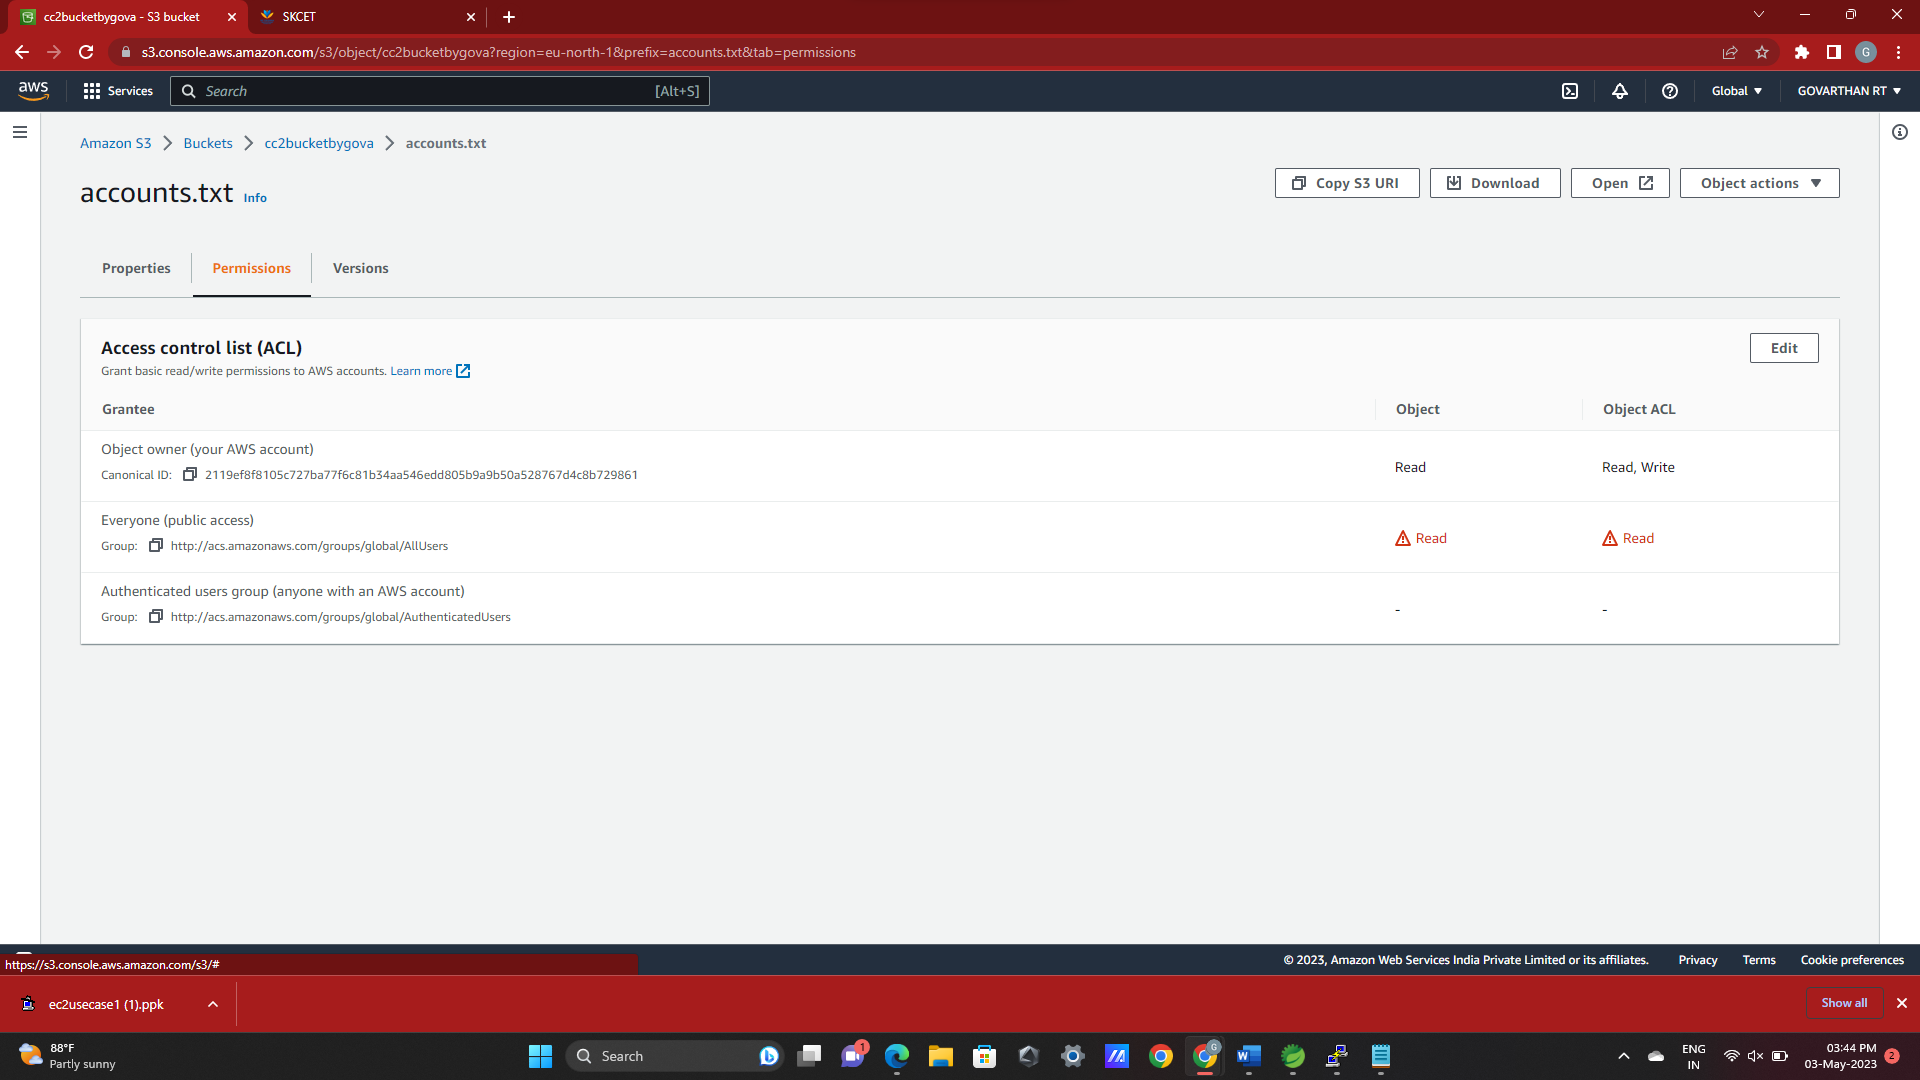 cc2bucketbygova - S3 bucket
SKCET
s3.console.aws.amazon.com/s3/object/cc2bucketbygova?region=eu-north-1&prefix=accounts.txt&tab=permissions
G
aws
Services
Search
[Alt+S]
Global
GOVARTHAN RT
Amazon S3
Buckets
cc2bucketbygova
accounts.txt
accounts.txt
Info
Copy S3 URI
Download
Open
Object actions
Properties
Permissions
Versions
Access control list (ACL)
Edit
Grant basic read/write permissions to AWS accounts. Learn more
Grantee
Object
Object ACL
Object owner (your AWS account)
Canonical ID: 2119ef8f8105c727ba77f6c81b34aa546edd805b9a9b50a528767d4c8b729861
Read
Read, Write
Everyone (public access)
Group: http://acs.amazonaws.com/groups/global/AllUsers
Read
Read
Authenticated users group (anyone with an AWS account)
Group: http://acs.amazonaws.com/groups/global/AuthenticatedUsers
-
-
https://s3.console.aws.amazon.com/s3/#
© 2023, Amazon Web Services India Private Limited or its affiliates.
Privacy
Terms
Cookie preferences
ec2usecase1 (1).ppk
Show all
88°F
Partly sunny
Search
1
G
ENG
IN
03:44 PM
03-May-2023
2